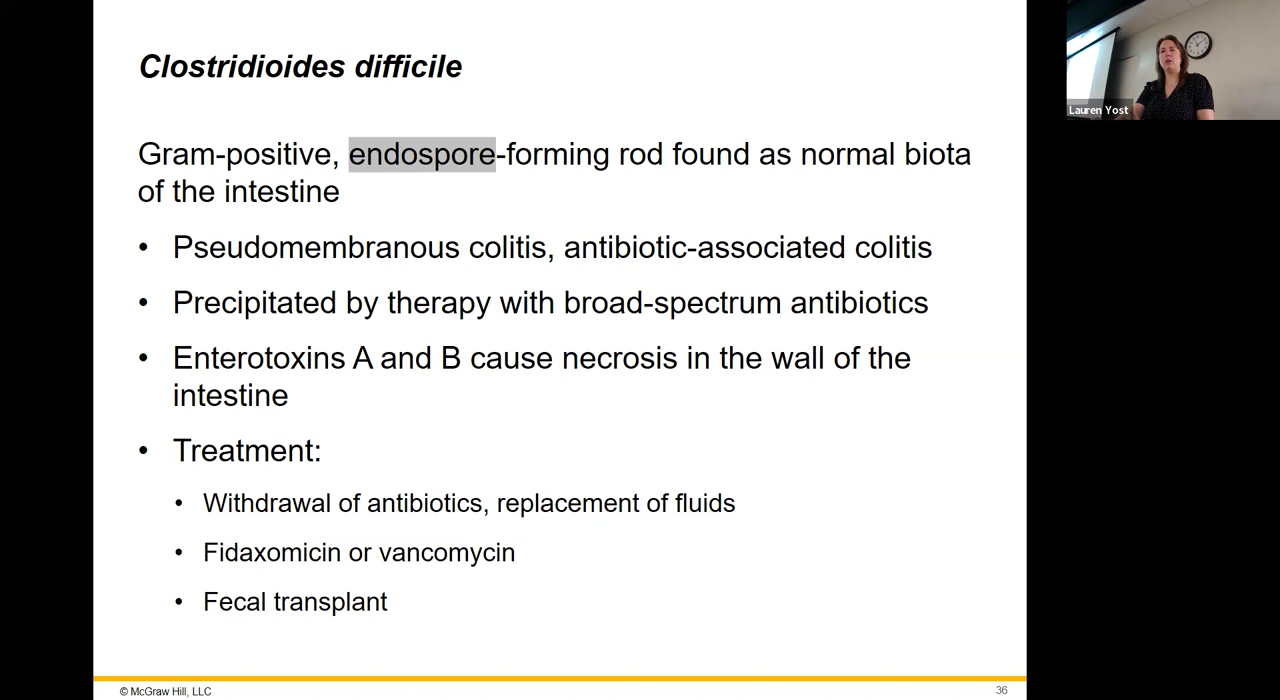 Clostridioides difficile
Gram-positive, endospore-forming rod found as normal biota
of the intestine
• Pseudomembranous colitis, antibiotic-associated colitis
• Precipitated by therapy with broad-spectrum antibiotics
• Enterotoxins A and B cause necrosis in the wall of the
intestine
• Treatment:
• Withdrawal of antibiotics, replacement of fluids
• Fidaxomicin or vancomycin
• Fecal transplant
© McGraw Hill, LLC
36
Lauren Yost